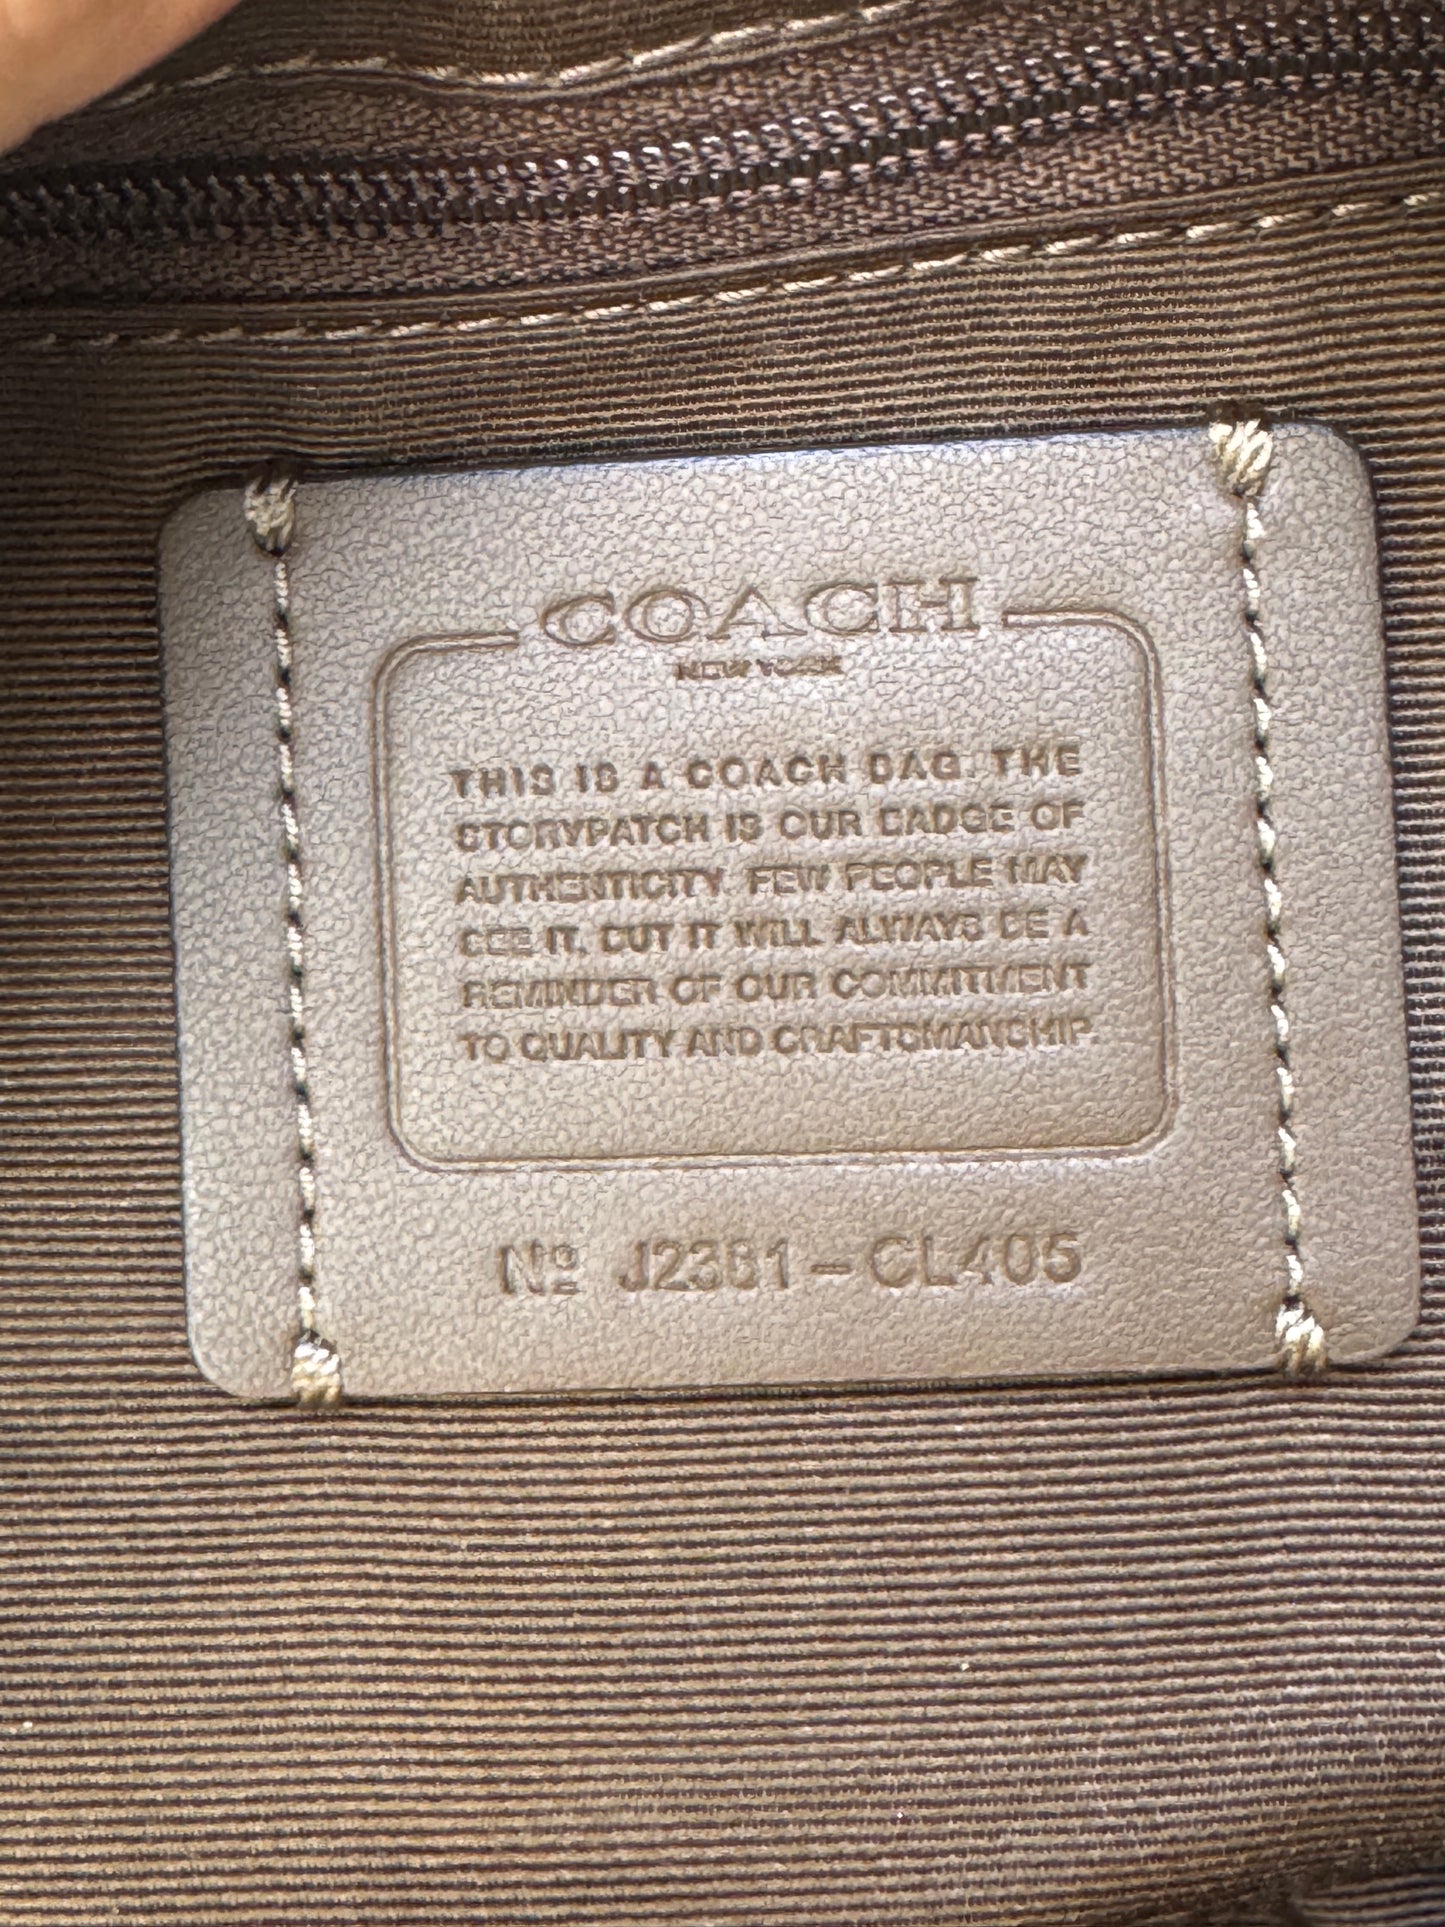 COACH
NEW YORK
THIS IS A COACH BAG. THE
STORYPATCH IS OUR BADGE OF
AUTHENTICITY. FEW PEOPLE MAY
SEE IT, BUT IT WILL ALWAYS BE A
REMINDER OF OUR COMMITMENT
TO QUALITY AND CRAFTSMANSHIP.
Nº J2381-CL405